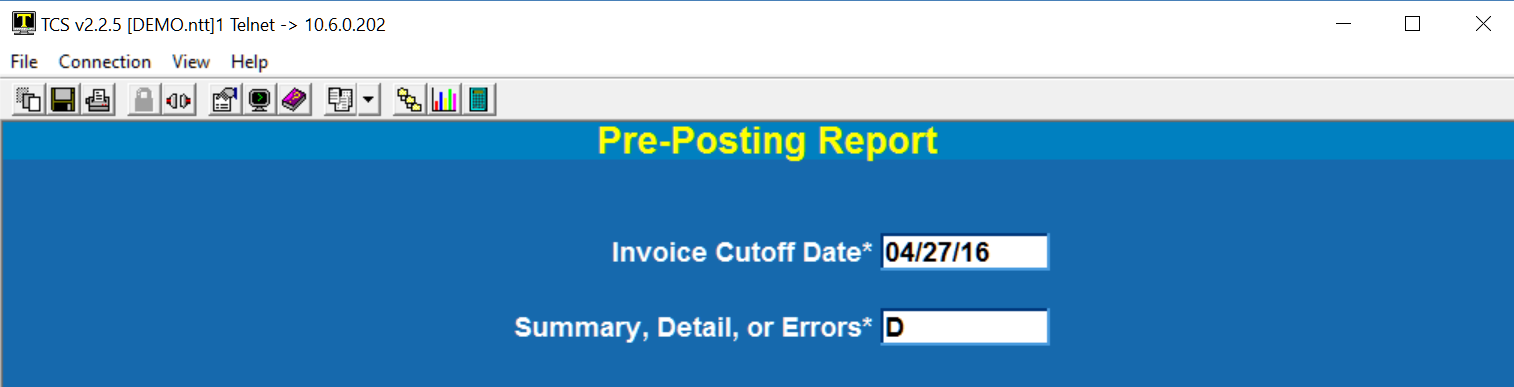 TCS v2.2.5 [DEMO.ntt]1 Telnet -> 10.6.0.202
File Connection View Help
Pre-Posting Report
Invoice Cutoff Date* 04/27/16
Summary, Detail, or Errors* D